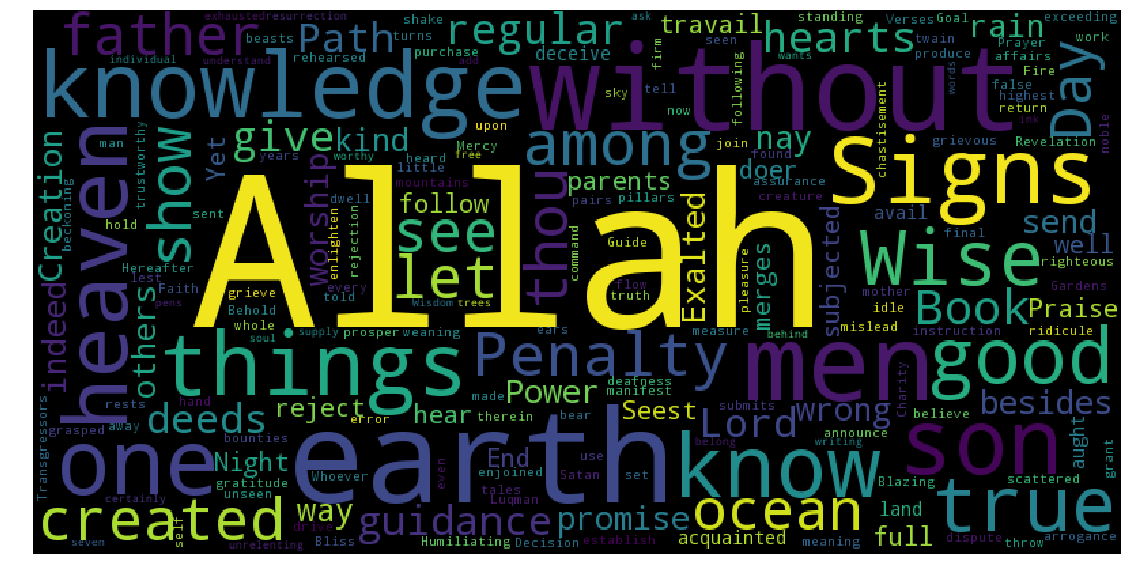 exhausted resurrection
father
beasts
turns
shake
Path
rehearsed
regular
purchase
deceive
travail
ask
seen
firm
standing
hearts
Verses
Goal
twain
produce
Prayer
affairs
rain
exceeding
work
individual
understand
add
knowledge
without
sky
tell
now
following
false
Fire
highest
return
words
wants
Day
man
heaven
Creation
trustworthy
show
Yet
years
give
kind
worship
worthy
heard
upon
Mercy
free
little
among
thou
join
found
nay
doer
parents
pairs
pillars
assurance
creature
chastisement
grievous
Signs
Revelation
ink
noble
beckoning
hold
sent
others
Hereafter
Faith
lest
pens
Behold
grieve
whole
enlighten
rejection
every
told
mountains
dwell
follow
see
let
Allah
Wisdom
trees
Guide
truth
flow
command
Exalted
pleasure
merges
subjected
avail
final
Wise
send
well
righteous
mother
idle
mislead
Book
Praise
Gardens
instruction
ridicule
indeed
things
soul
supply
prosper
weaning
ears
measure
behind
Penalty
men
good
rests
grasped
away
Transgressors
deeds
hand
reject
error
hear
made
therein
Power
deafness
manifest
bear
Seest
submits
Lord
wrong
announce
charity
believe
besides
aught
grant
one
Night
bounties
gratitude
unseen
Whoever
earth
End
enjoined
tales
Luqman
even
use
Satan
set
belong
writing
know
son
Blazing
scattered
land
true
created
certainly
self
seven
way
drive
unrelenting
Bliss
guidance
Humiliating
Decision
promise
establish
ocean
acquainted
meaning
full
dispute
throw
arrogance